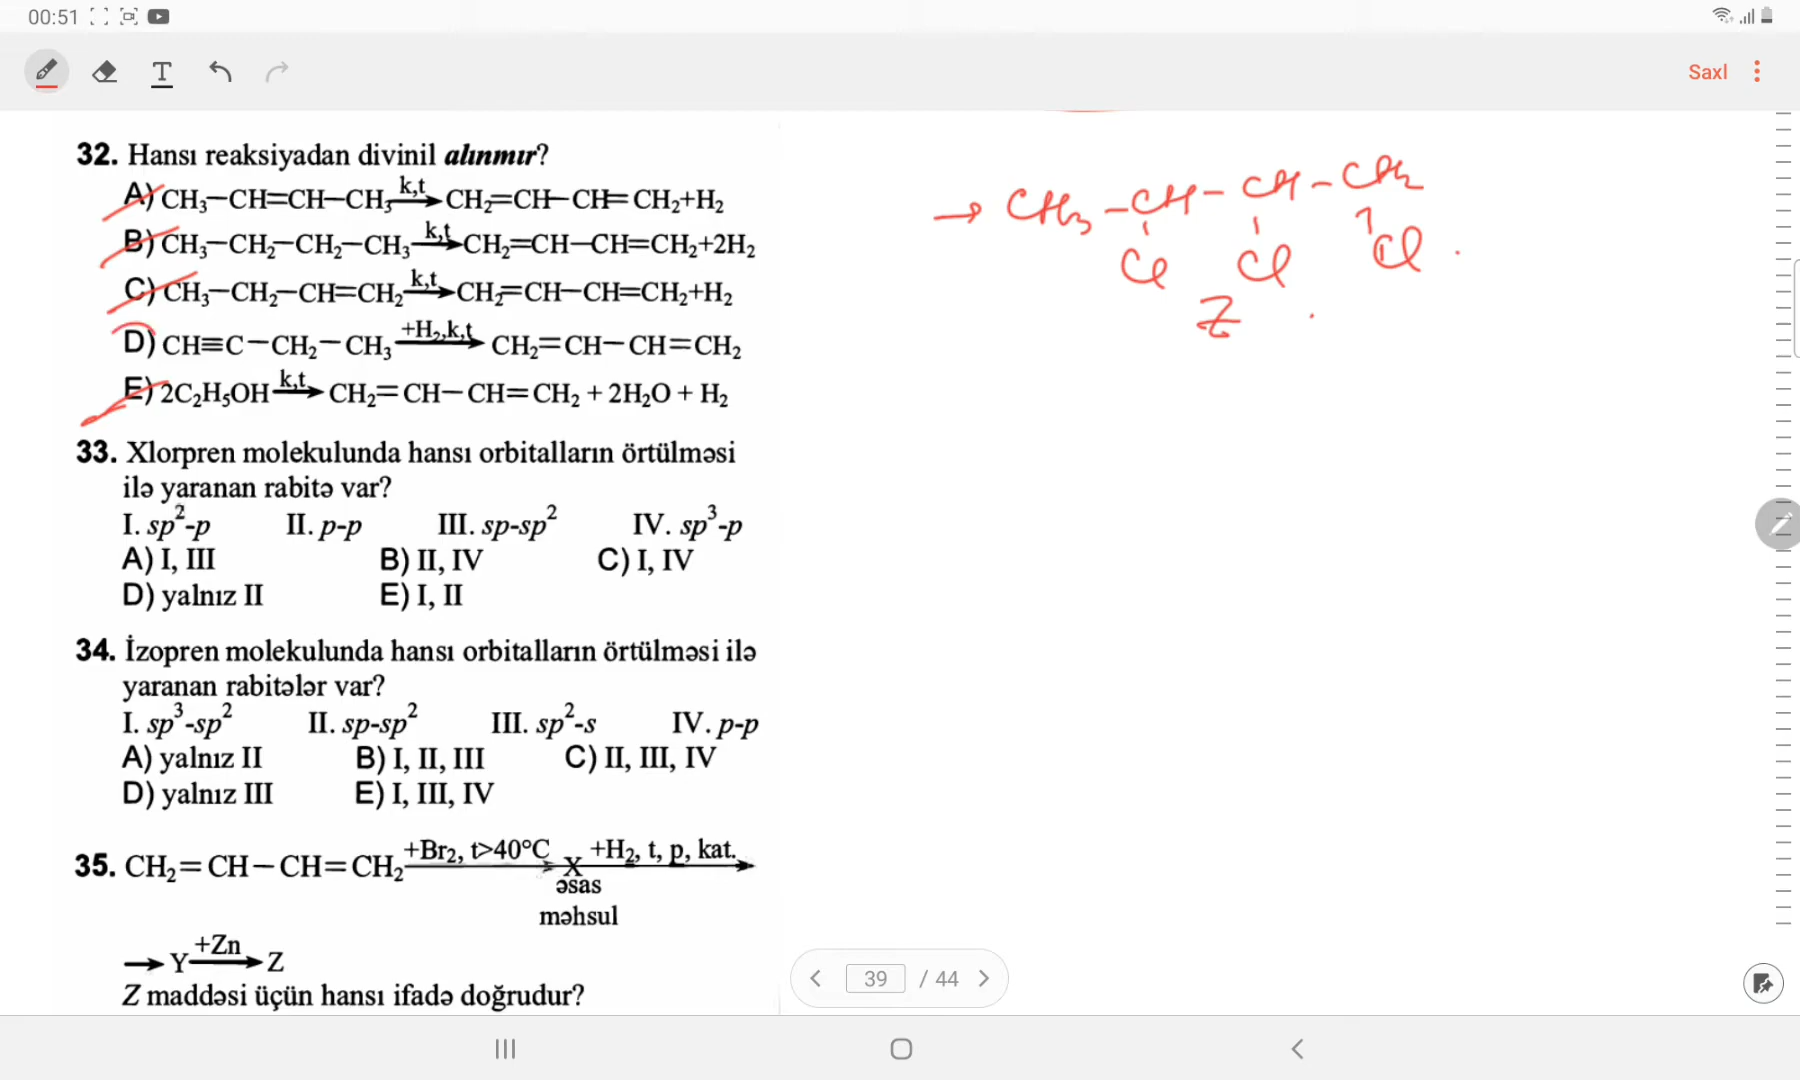 00:51
T
Saxl
32. Hansı reaksiyadan divinil alınmır?
A) CH₃−CH=CH−CH₃ k,t→ CH₂=CH−CH=CH₂+H₂
B) CH₃−CH₂−CH₂−CH₃ k,t→ CH₂=CH−CH=CH₂+2H₂
C) CH₃−CH₂−CH=CH₂ k,t→ CH₂=CH−CH=CH₂+H₂
D) CH≡C−CH₂−CH₃ +H₂,k,t→ CH₂=CH−CH=CH₂
E) 2C₂H₅OH k,t→ CH₂=CH−CH=CH₂ + 2H₂O + H₂
→ CH₃−CH−CH−CH₂
Cl Cl Cl
Z
33. Xlorpren molekulunda hansı orbitalların örtülməsi
ilə yaranan rabitə var?
I. sp²-p II. p-p III. sp-sp² IV. sp³-p
A) I, III B) II, IV C) I, IV
D) yalnız II E) I, II
34. İzopren molekulunda hansı orbitalların örtülməsi ilə
yaranan rabitələr var?
I. sp³-sp² II. sp-sp² III. sp²-s IV. p-p
A) yalnız II B) I, II, III C) II, III, IV
D) yalnız III E) I, III, IV
35. CH₂=CH−CH=CH₂ +Br₂, t>40°C→ X +H₂, t, p, kat.→
əsas
məhsul
→ Y +Zn→ Z
Z maddəsi üçün hansı ifadə doğrudur?
39 / 44